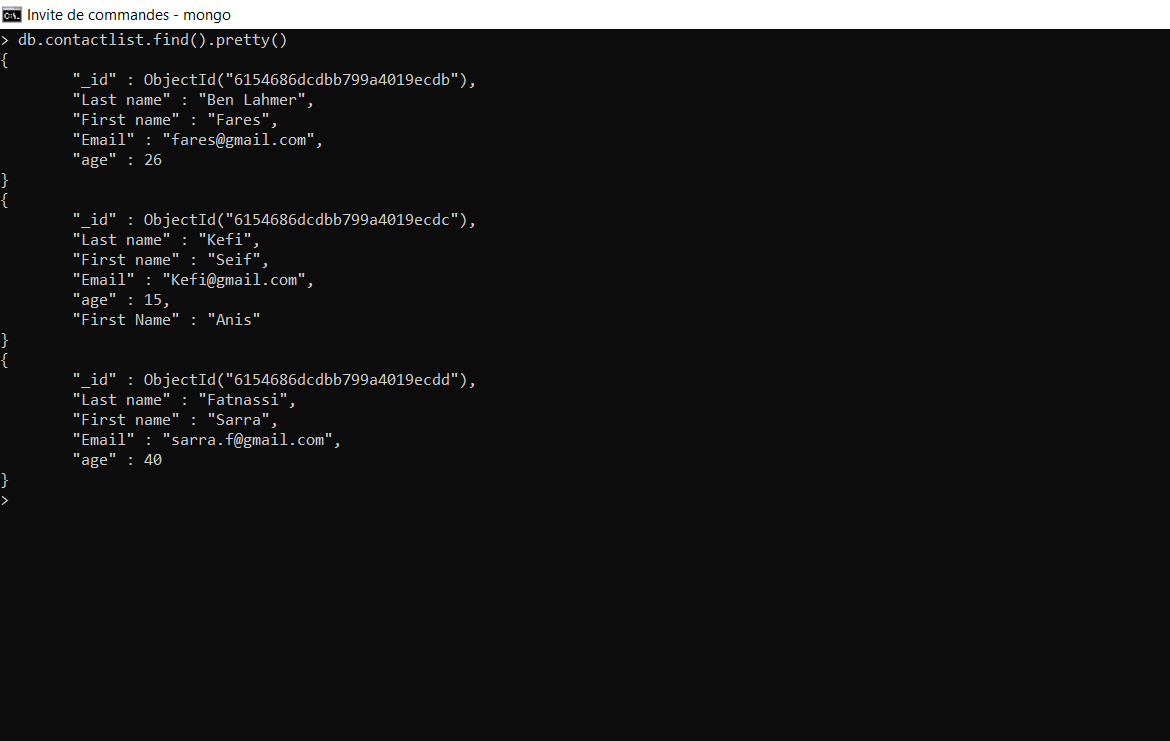 Invite de commandes - mongo
> db.contactlist.find().pretty()
{
"_id" : ObjectId("6154686dcdbb799a4019ecdb"),
"Last name" : "Ben Lahmer",
"First name" : "Fares",
"Email" : "fares@gmail.com",
"age" : 26
}
{
"_id" : ObjectId("6154686dcdbb799a4019ecdc"),
"Last name" : "Kefi",
"First name" : "Seif",
"Email" : "Kefi@gmail.com",
"age" : 15,
"First Name" : "Anis"
}
{
"_id" : ObjectId("6154686dcdbb799a4019ecdd"),
"Last name" : "Fatnassi",
"First name" : "Sarra",
"Email" : "sarra.f@gmail.com",
"age" : 40
}
>